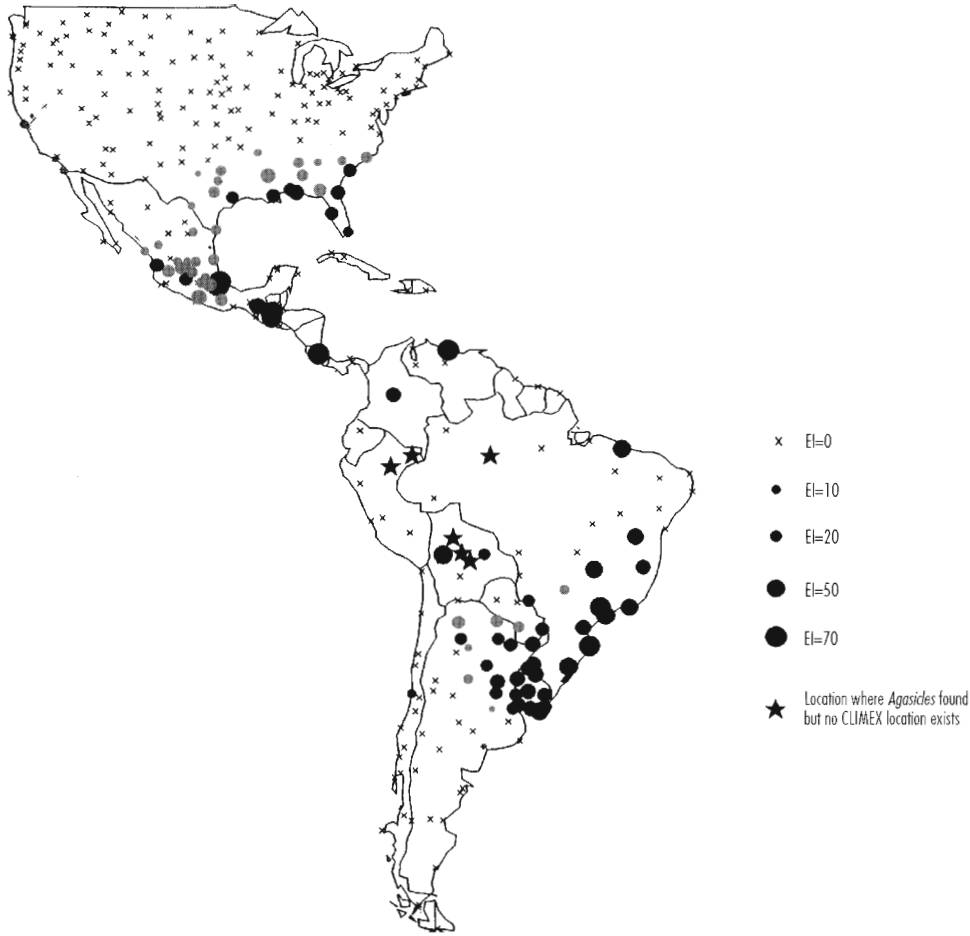 EI=0
EI=10
EI=20
EI=50
EI=70
Location where Agasicles found
but no CLIMEX location exists